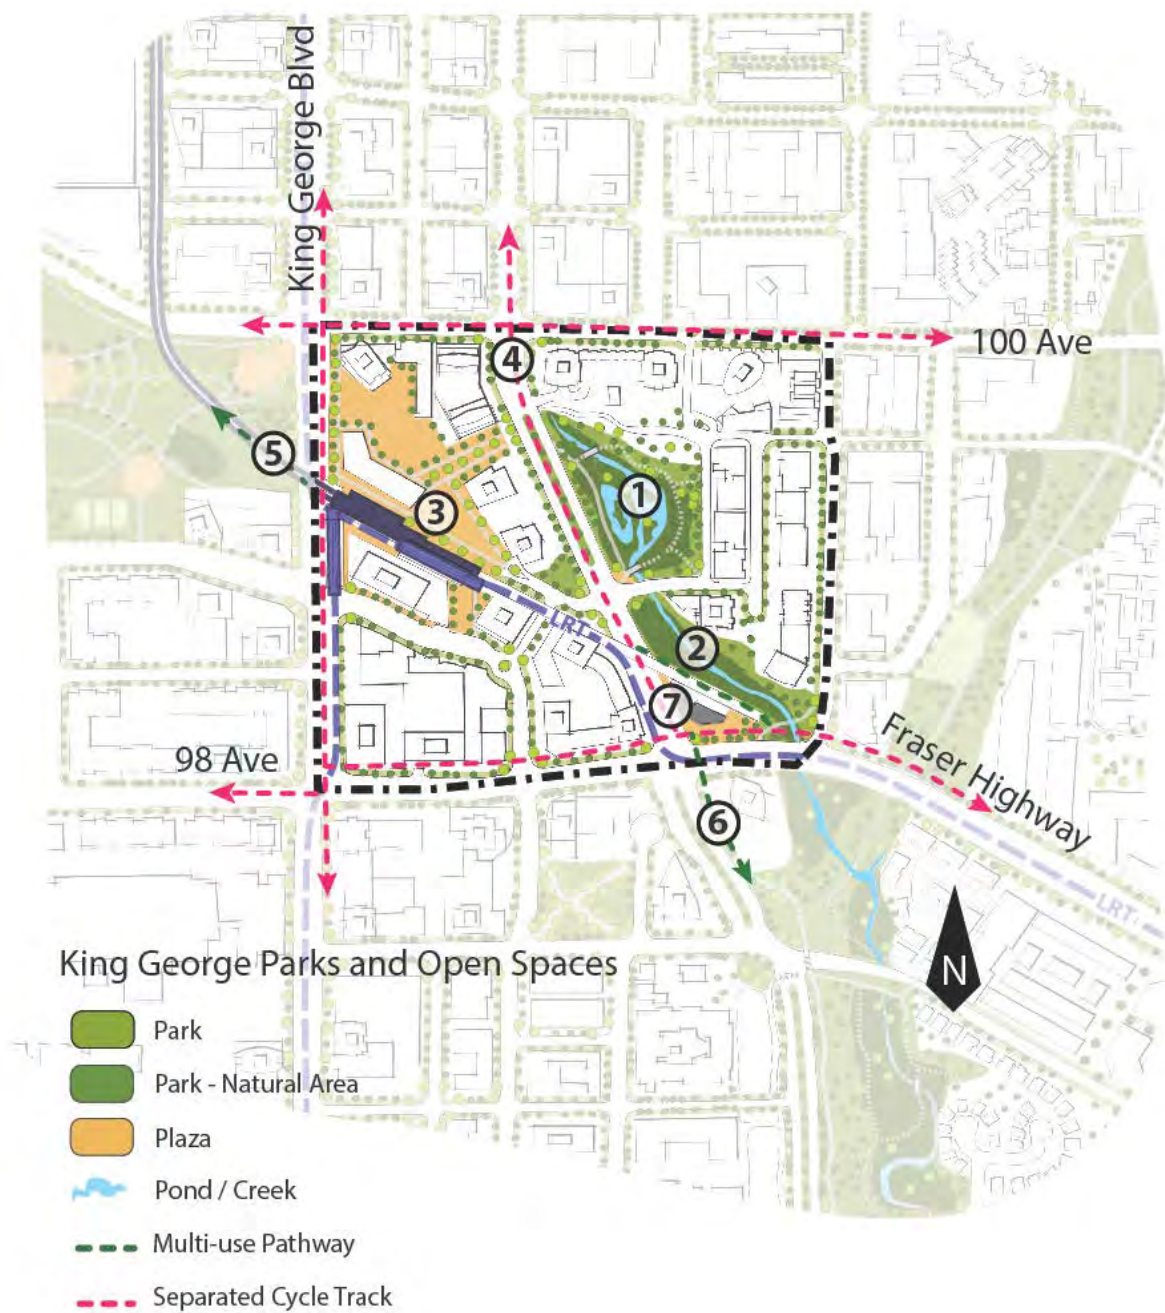 King George Blvd
100 Ave
4
5
1
3
LRT
2
7
98 Ave
Fraser Highway
6
LRT
N
King George Parks and Open Spaces
Park
Park - Natural Area
Plaza
Pond / Creek
Multi-use Pathway
Separated Cycle Track